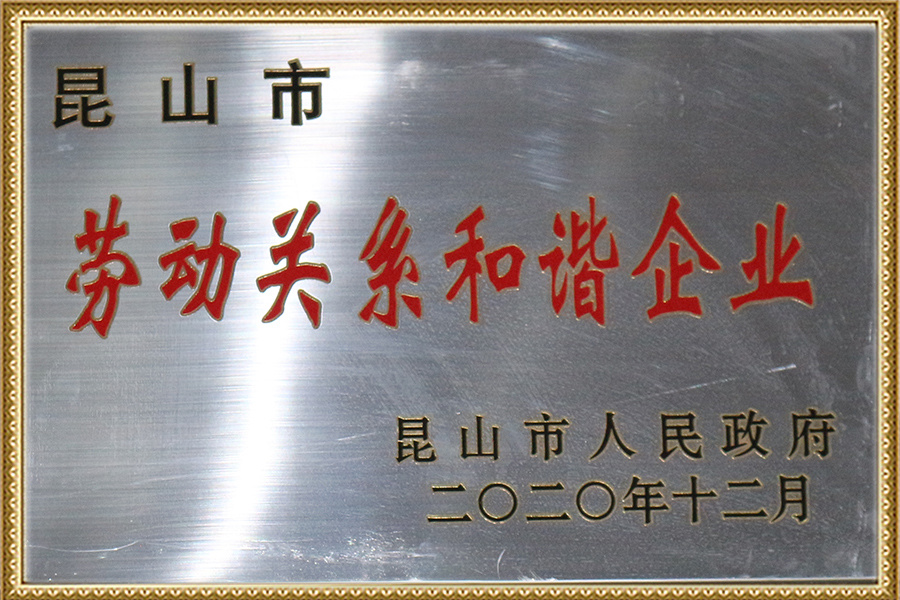 昆山市
劳动关系和谐企业
昆山市人民政府
二〇二〇年十二月